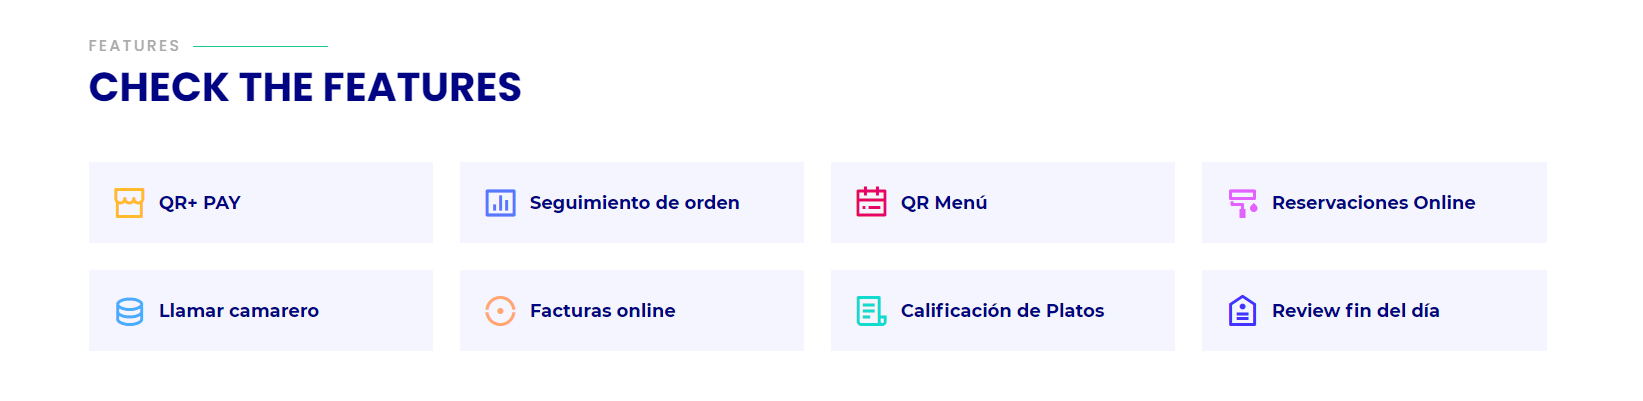 FEATURES
CHECK THE FEATURES
QR+ PAY
Seguimiento de orden
QR Menú
Reservaciones Online
Llamar camarero
Facturas online
Calificación de Platos
Review fin del día